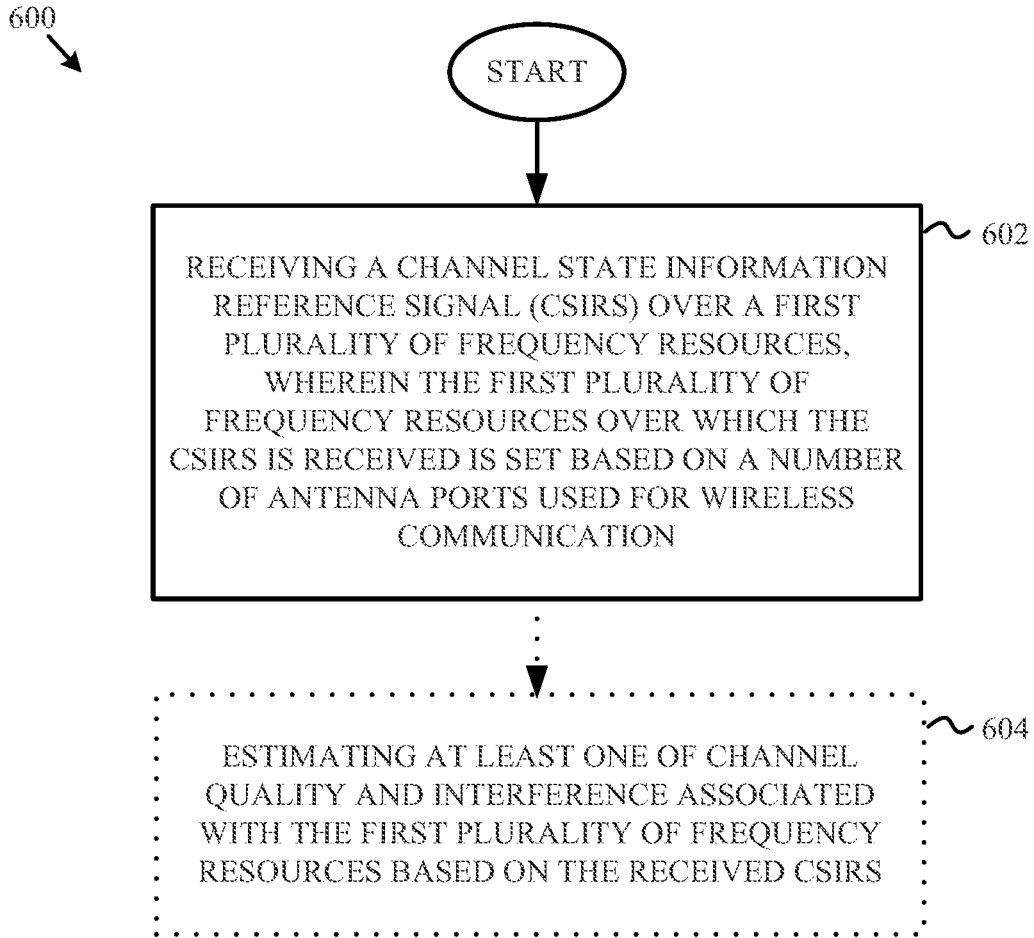 600
START
602
RECEIVING A CHANNEL STATE INFORMATION
REFERENCE SIGNAL (CSIRS) OVER A FIRST
PLURALITY OF FREQUENCY RESOURCES,
WHEREIN THE FIRST PLURALITY OF
FREQUENCY RESOURCES OVER WHICH THE
CSIRS IS RECEIVED IS SET BASED ON A NUMBER
OF ANTENNA PORTS USED FOR WIRELESS
COMMUNICATION
604
ESTIMATING AT LEAST ONE OF CHANNEL
QUALITY AND INTERFERENCE ASSOCIATED
WITH THE FIRST PLURALITY OF FREQUENCY
RESOURCES BASED ON THE RECEIVED CSIRS